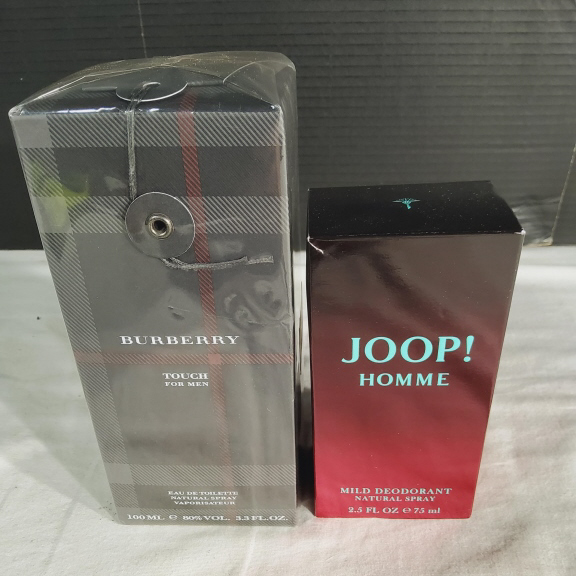 BURBERRY
TOUCH
FOR MEN
EAU DE TOILETTE
NATURAL SPRAY
VAPORISATEUR
100 ML ℮ 80% VOL. 3.3 FL.OZ.
JOOP!
HOMME
MILD DEODORANT
NATURAL SPRAY
2.5 FL OZ ℮ 75 ml